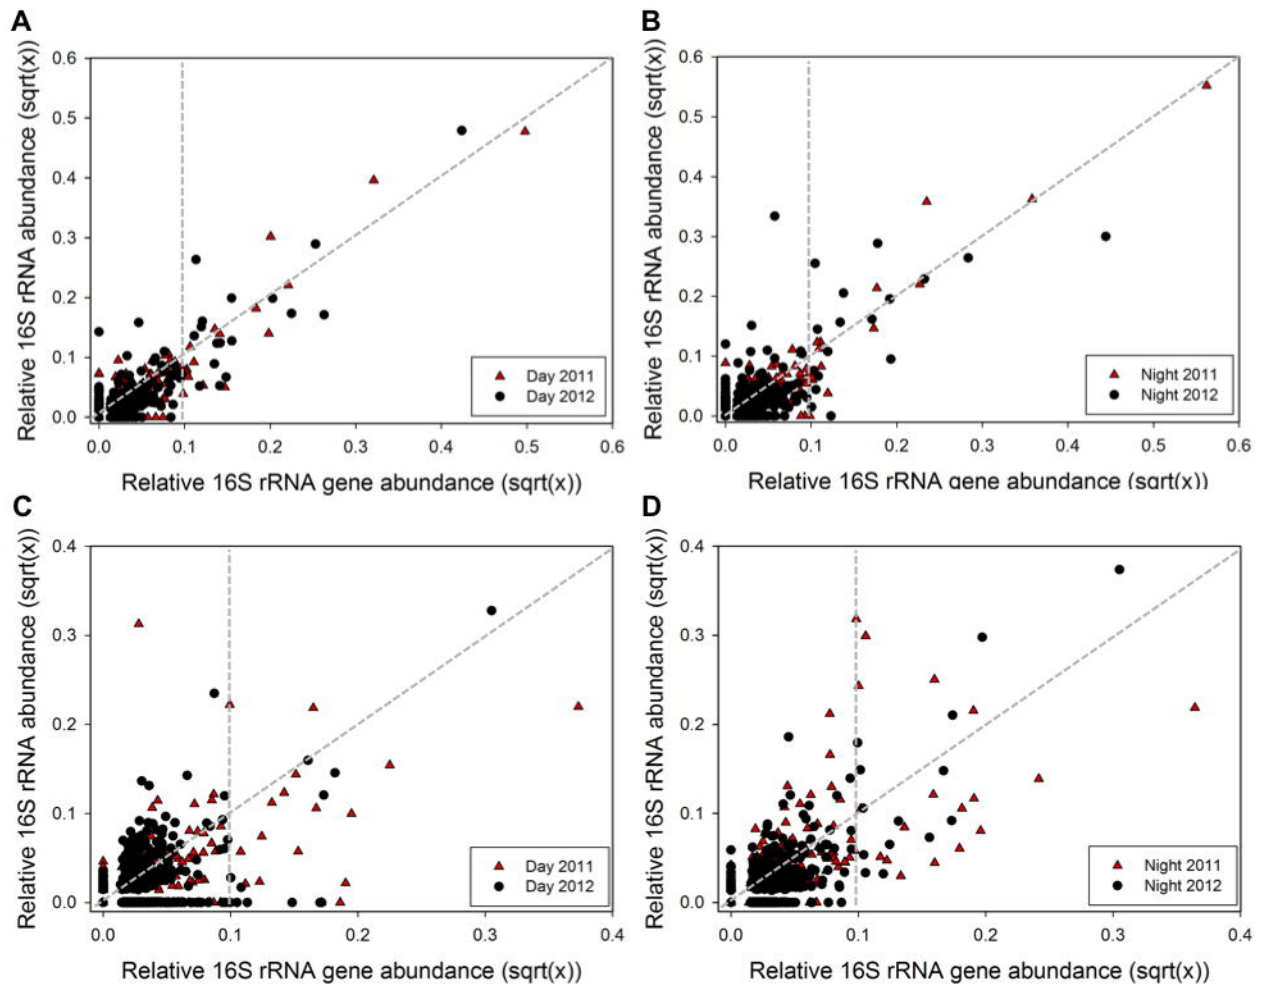 A
B
Relative 16S rRNA abundance (sqrt(x))
0.6
0.5
0.4
0.3
0.2
0.1
0.0
Day 2011
Day 2012
0.0 0.1 0.2 0.3 0.4 0.5 0.6
Relative 16S rRNA gene abundance (sqrt(x))
Relative 16S rRNA abundance (sqrt(x))
0.6
0.5
0.4
0.3
0.2
0.1
0.0
Night 2011
Night 2012
0.0 0.1 0.2 0.3 0.4 0.5 0.6
Relative 16S rRNA gene abundance (sqrt(x))
C
D
Relative 16S rRNA abundance (sqrt(x))
0.4
0.3
0.2
0.1
0.0
Day 2011
Day 2012
0.0 0.1 0.2 0.3 0.4
Relative 16S rRNA gene abundance (sqrt(x))
Relative 16S rRNA abundance (sqrt(x))
0.4
0.3
0.2
0.1
0.0
Night 2011
Night 2012
0.0 0.1 0.2 0.3 0.4
Relative 16S rRNA gene abundance (sqrt(x))